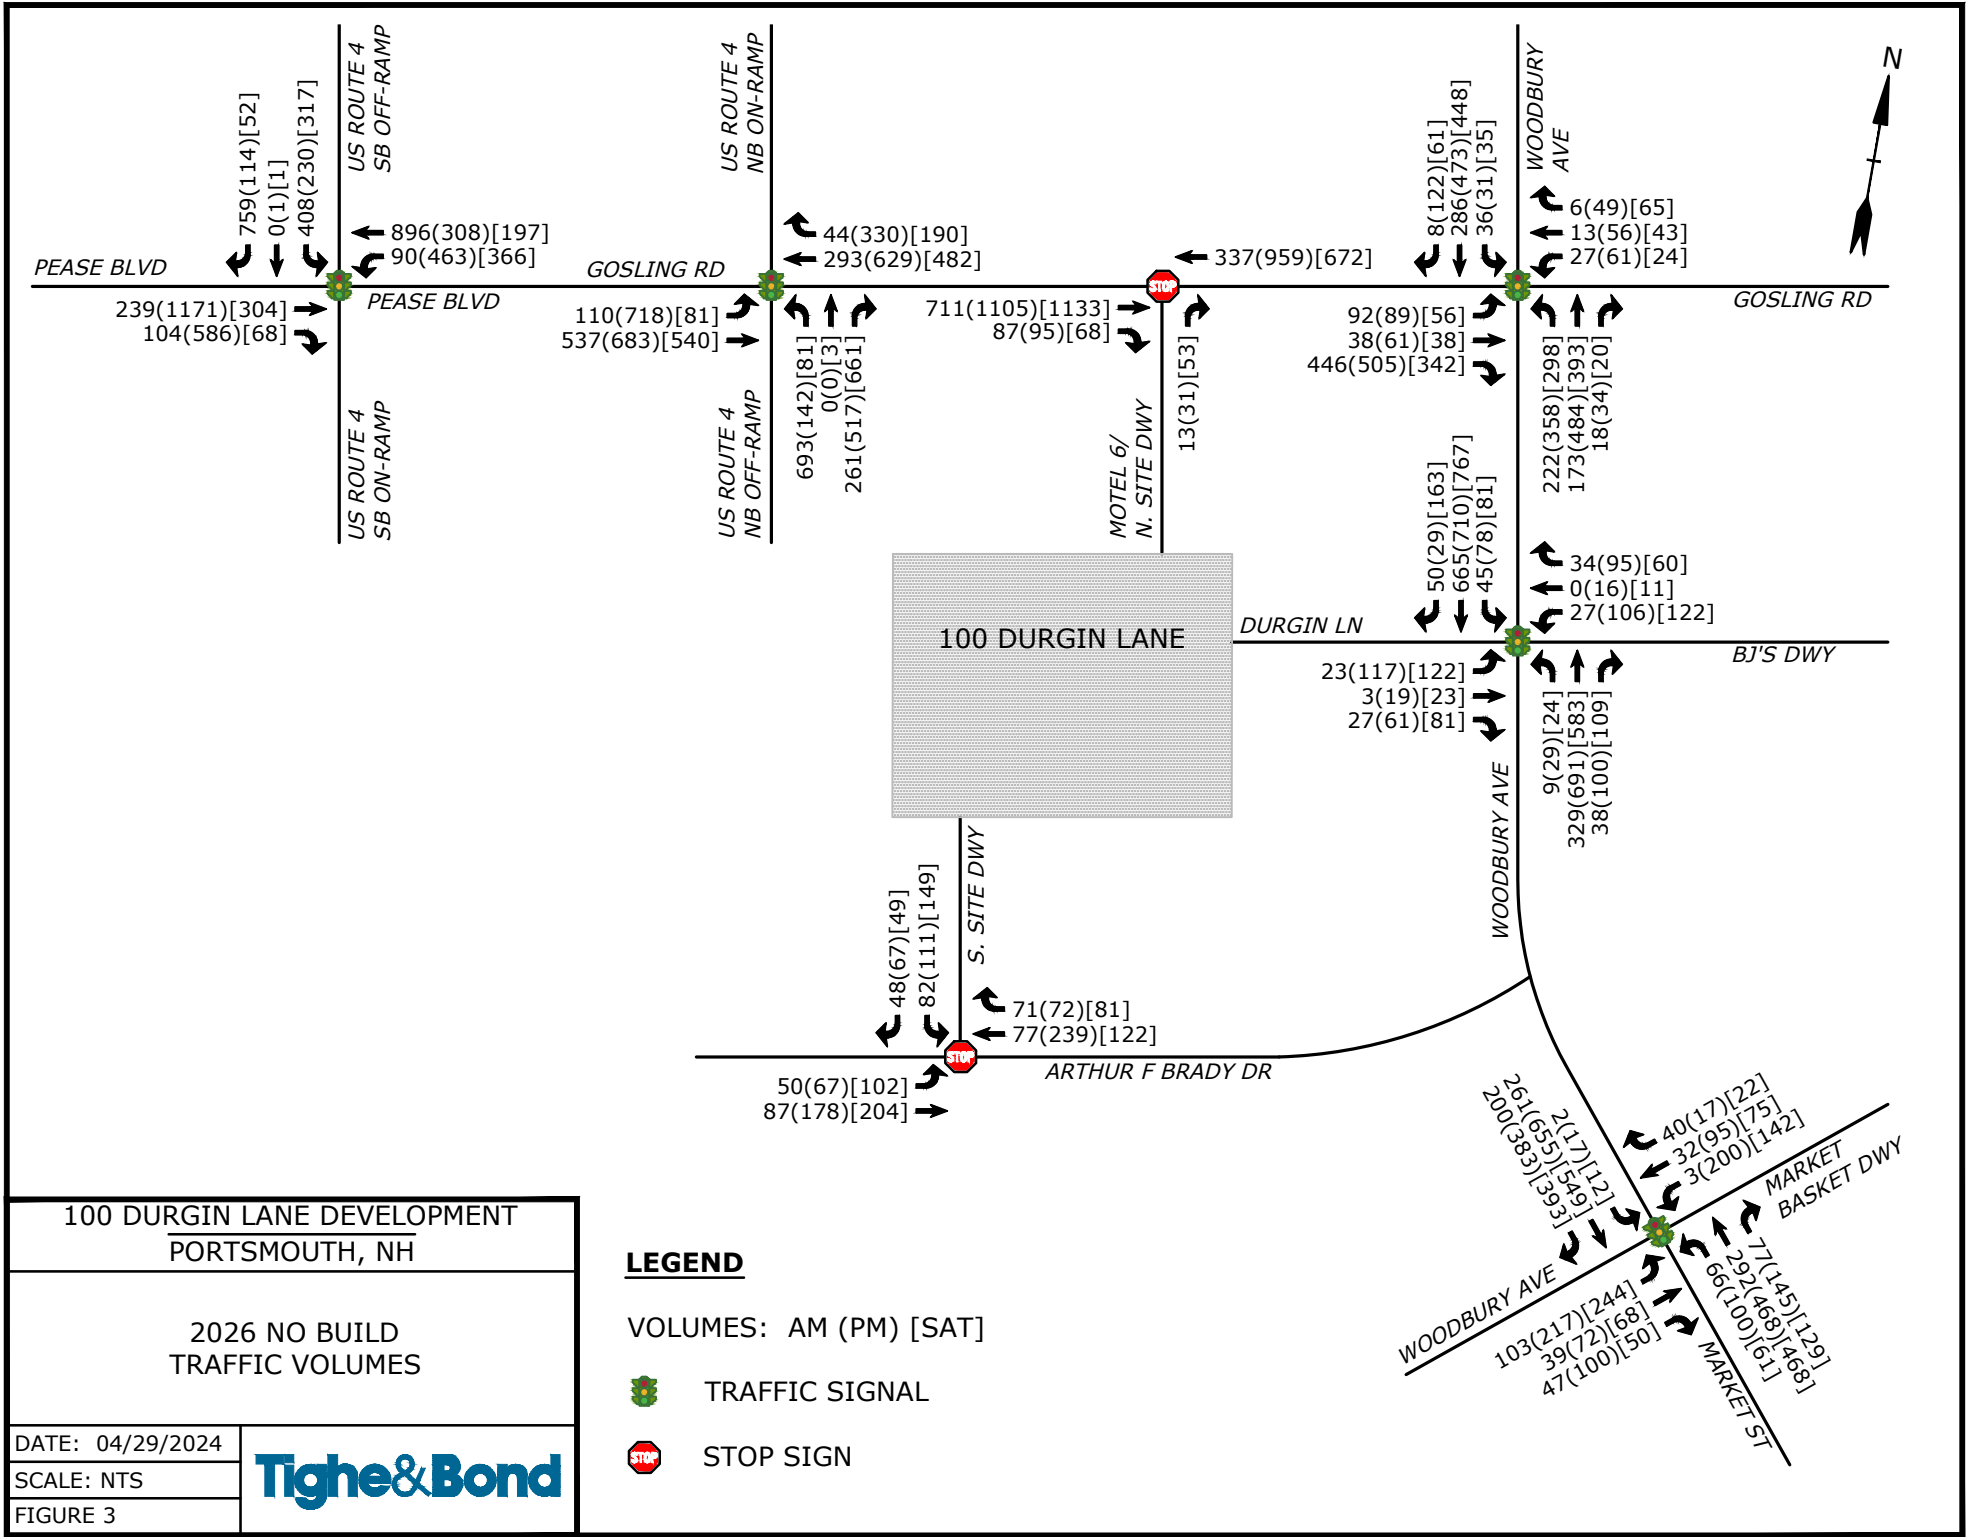 US ROUTE 4
SB OFF-RAMP
759(114)[52]
0(1)[1]
408(230)[317]
896(308)[197]
90(463)[366]
PEASE BLVD
PEASE BLVD
239(1171)[304]
104(586)[68]
US ROUTE 4
SB ON-RAMP
US ROUTE 4
NB ON-RAMP
44(330)[190]
293(629)[482]
GOSLING RD
110(718)[81]
537(683)[540]
693(142)[81]
0(0)[3]
261(517)[661]
US ROUTE 4
NB OFF-RAMP
337(959)[672]
STOP
711(1105)[1133]
87(95)[68]
13(31)[53]
MOTEL 6/
N. SITE DWY
WOODBURY
AVE
8(122)[61]
286(473)[448]
36(31)[35]
6(49)[65]
13(56)[43]
27(61)[24]
GOSLING RD
92(89)[56]
38(61)[38]
446(505)[342]
222(358)[298]
173(484)[393]
18(34)[20]
N
50(29)[163]
665(710)[767]
45(78)[81]
34(95)[60]
0(16)[11]
27(106)[122]
100 DURGIN LANE
DURGIN LN
BJ'S DWY
23(117)[122]
3(19)[23]
27(61)[81]
9(29)[24]
329(691)[583]
38(100)[109]
WOODBURY AVE
S. SITE DWY
48(67)[49]
82(111)[149]
71(72)[81]
77(239)[122]
STOP
ARTHUR F BRADY DR
50(67)[102]
87(178)[204]
2(17)[12]
261(655)[549]
200(383)[393]
40(17)[22]
32(95)[75]
3(200)[142]
MARKET
BASKET DWY
WOODBURY AVE
103(217)[244]
39(72)[68]
47(100)[50]
77(145)[129]
292(468)[468]
66(100)[61]
MARKET ST
100 DURGIN LANE DEVELOPMENT
PORTSMOUTH, NH
2026 NO BUILD
TRAFFIC VOLUMES
DATE: 04/29/2024
SCALE: NTS
FIGURE 3
Tighe&Bond
LEGEND
VOLUMES: AM (PM) [SAT]
TRAFFIC SIGNAL
STOP
STOP SIGN